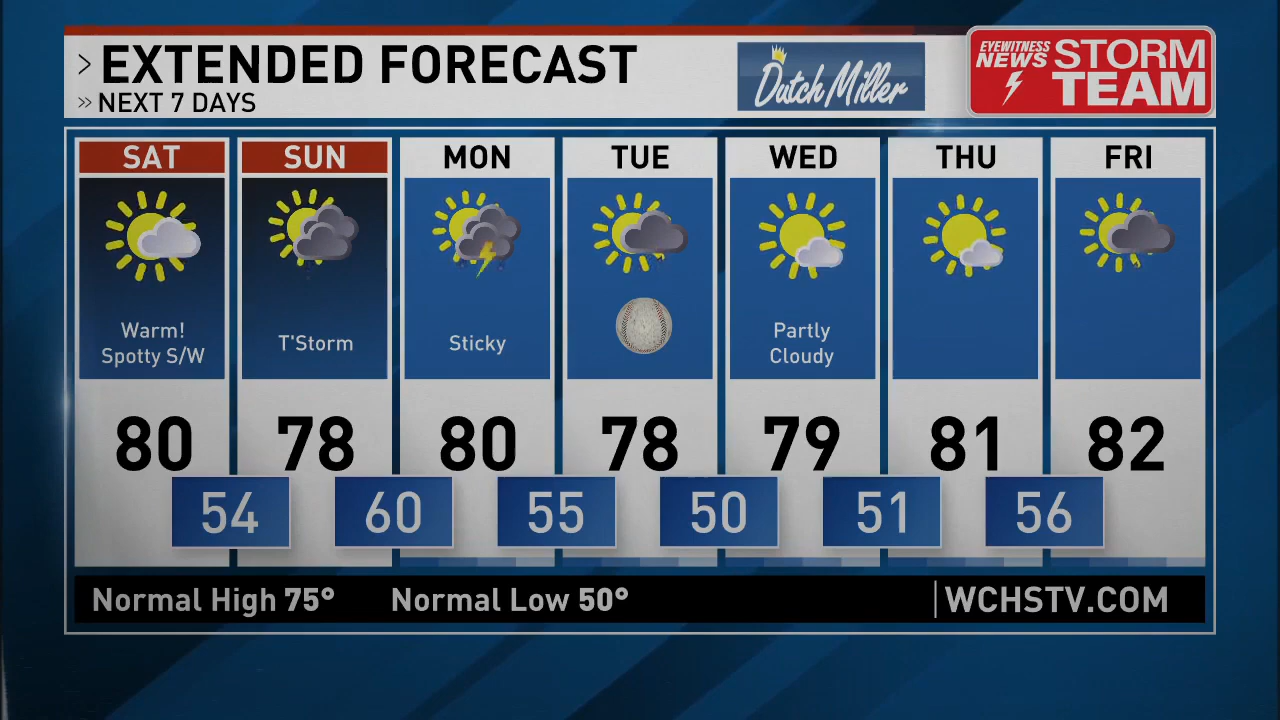 > EXTENDED FORECAST
» NEXT 7 DAYS
Dutch Miller
EYEWITNESS
NEWS
STORM
TEAM
SAT
SUN
MON
TUE
WED
THU
FRI
Warm!
Spotty S/W
T'Storm
Sticky
Partly
Cloudy
80
78
80
78
79
81
82
54
60
55
50
51
56
Normal High 75°
Normal Low 50°
WCHSTV.COM